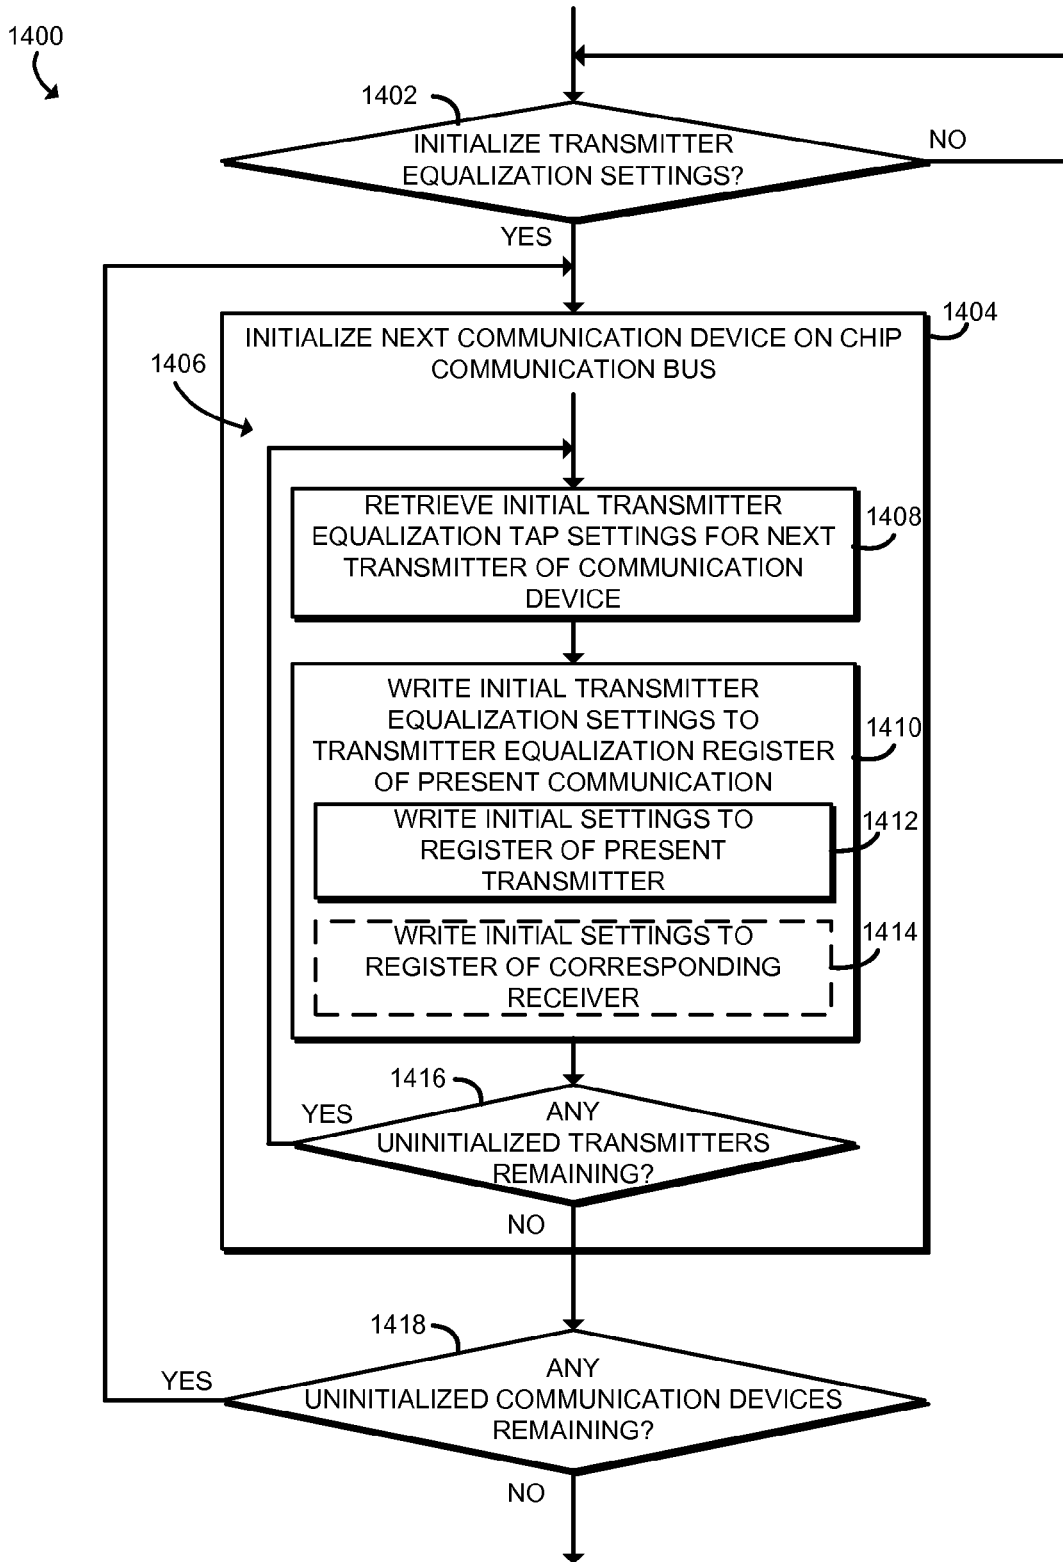 1400
1402
INITIALIZE TRANSMITTER
EQUALIZATION SETTINGS?
NO
YES
1404
INITIALIZE NEXT COMMUNICATION DEVICE ON CHIP
COMMUNICATION BUS
1406
RETRIEVE INITIAL TRANSMITTER
EQUALIZATION TAP SETTINGS FOR NEXT
TRANSMITTER OF COMMUNICATION
DEVICE
1408
WRITE INITIAL TRANSMITTER
EQUALIZATION SETTINGS TO
TRANSMITTER EQUALIZATION REGISTER
OF PRESENT COMMUNICATION
1410
WRITE INITIAL SETTINGS TO
REGISTER OF PRESENT
TRANSMITTER
1412
WRITE INITIAL SETTINGS TO
REGISTER OF CORRESPONDING
RECEIVER
1414
1416
YES
ANY
UNINITIALIZED TRANSMITTERS
REMAINING?
NO
1418
YES
ANY
UNINITIALIZED COMMUNICATION DEVICES
REMAINING?
NO